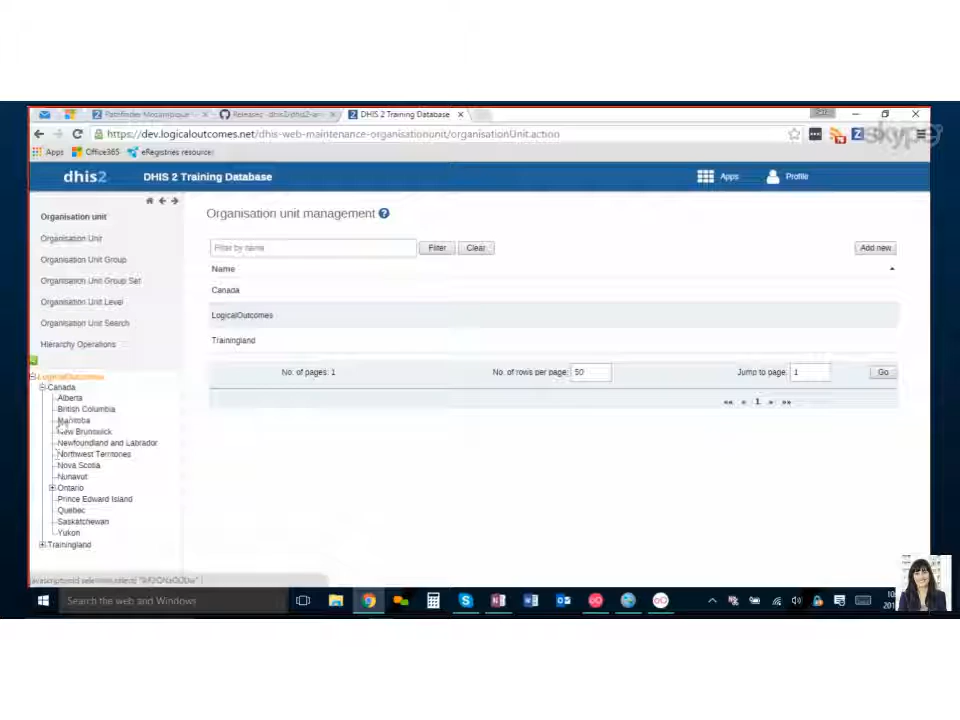 Pathfinder Mozambique
Releases · dhis2/dhis2-
DHIS 2 Training Database
https://dev.logicaloutcomes.net/dhis-web-maintenance-organisationunit/organisationUnit.action
skype
Apps
Office365
eRegistries resource
dhis2
DHIS 2 Training Database
Apps
Profile
Organisation unit
Organisation unit management
Organisation Unit
Filter by name
Filter
Clear
Add new
Organisation Unit Group
Name
Organisation Unit Group Set
Canada
Organisation Unit Level
LogicalOutcomes
Organisation Unit Search
Trainingland
Hierarchy Operations
No. of pages: 1
No. of rows per page:
50
Jump to page:
1
Go
«« « 1 » »»
LogicalOutcomes
Canada
Alberta
British Columbia
Manitoba
New Brunswick
Newfoundland and Labrador
Northwest Territories
Nova Scotia
Nunavut
Ontario
Prince Edward Island
Quebec
Saskatchewan
Yukon
Trainingland
Search the web and Windows